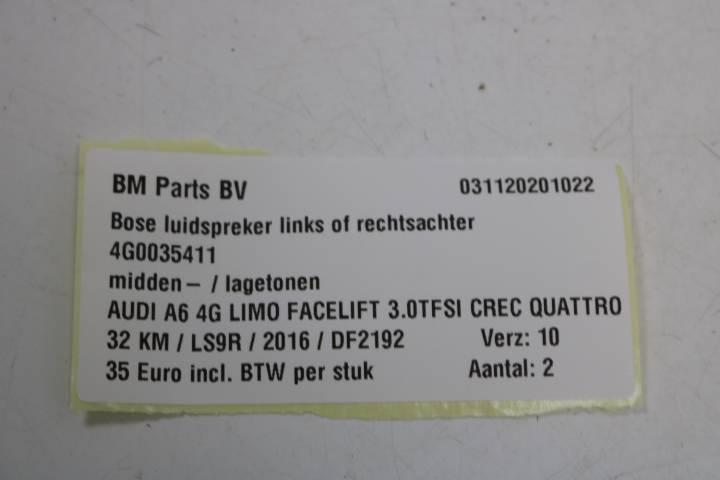 BM Parts BV 031120201022
Bose luidspreker links of rechtsachter
4G0035411
midden- / lagetonen
AUDI A6 4G LIMO FACELIFT 3.0TFSI CREC QUATTRO
32 KM / LS9R / 2016 / DF2192 Verz: 10
35 Euro incl. BTW per stuk Aantal: 2